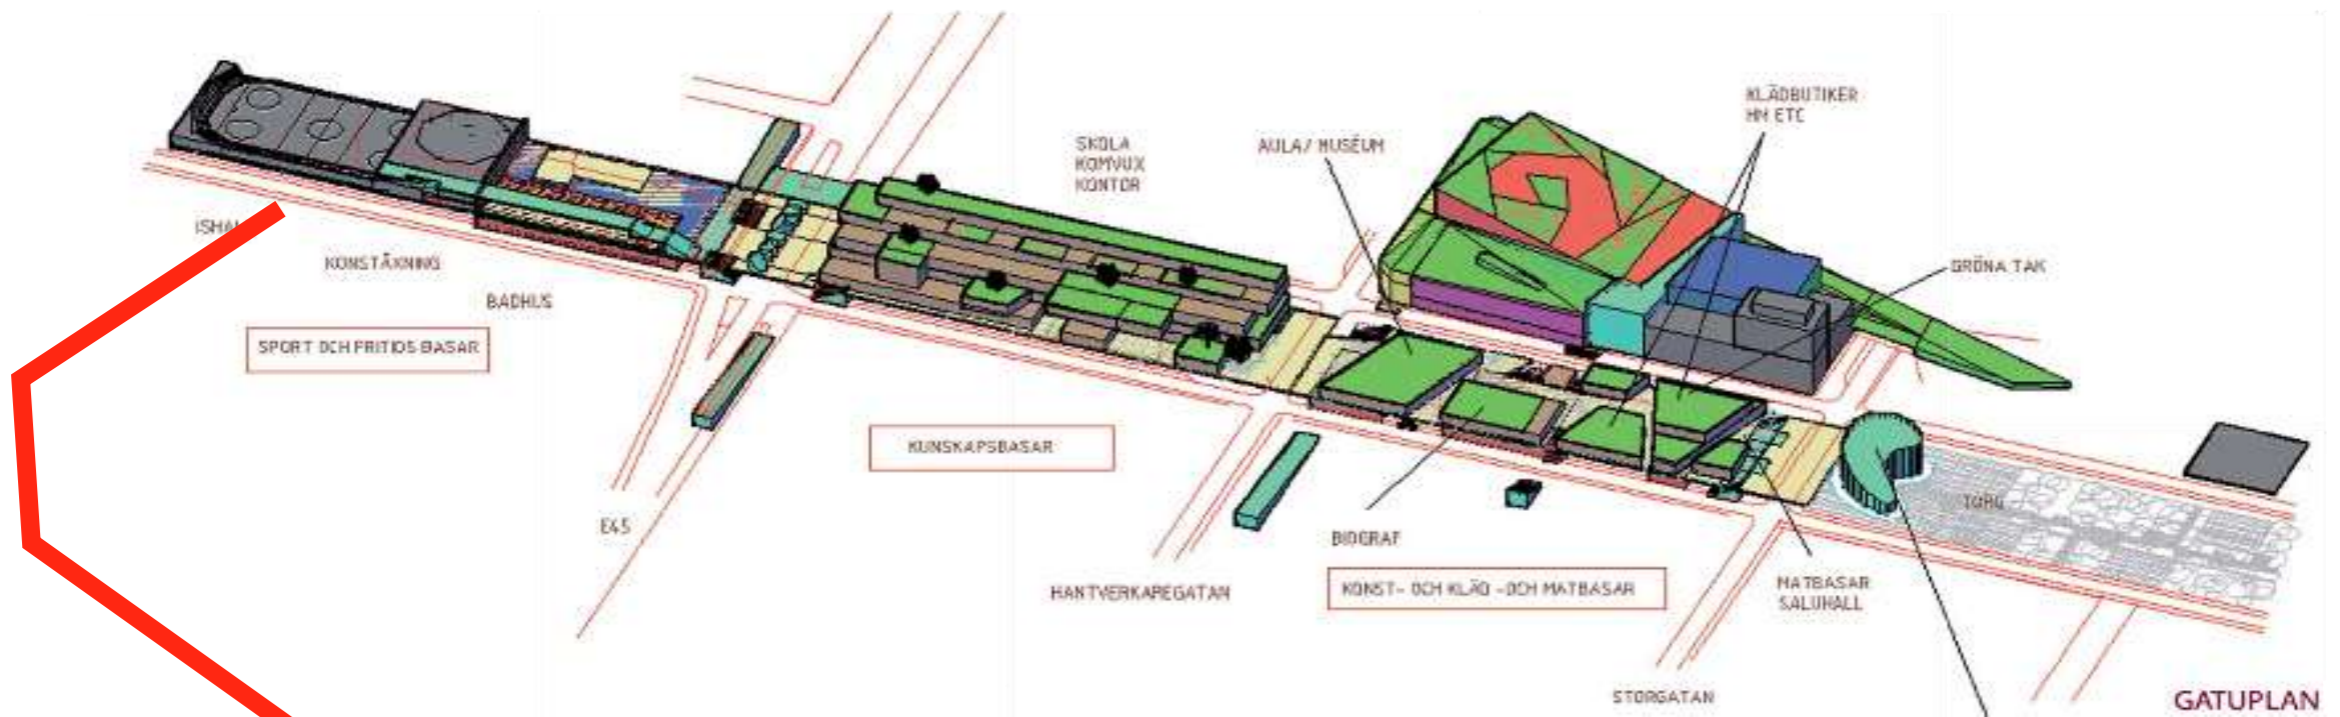 KLÄDBUTIKER
HM ETC
SKOLA
KOMVUX
KONTOR
AULA/ MUSÉUM
GRÖNA TAK
KONSTÅKNING
BADHUS
SPORT OCH FRITIDS BASAR
KUNSKAPSBASAR
E45
HANTVERKAREGATAN
BIOGRAF
KONST- OCH KLÄD -OCH MATBASAR
TORG
MATBASAR
SALUHALL
STORGATAN
GATUPLAN